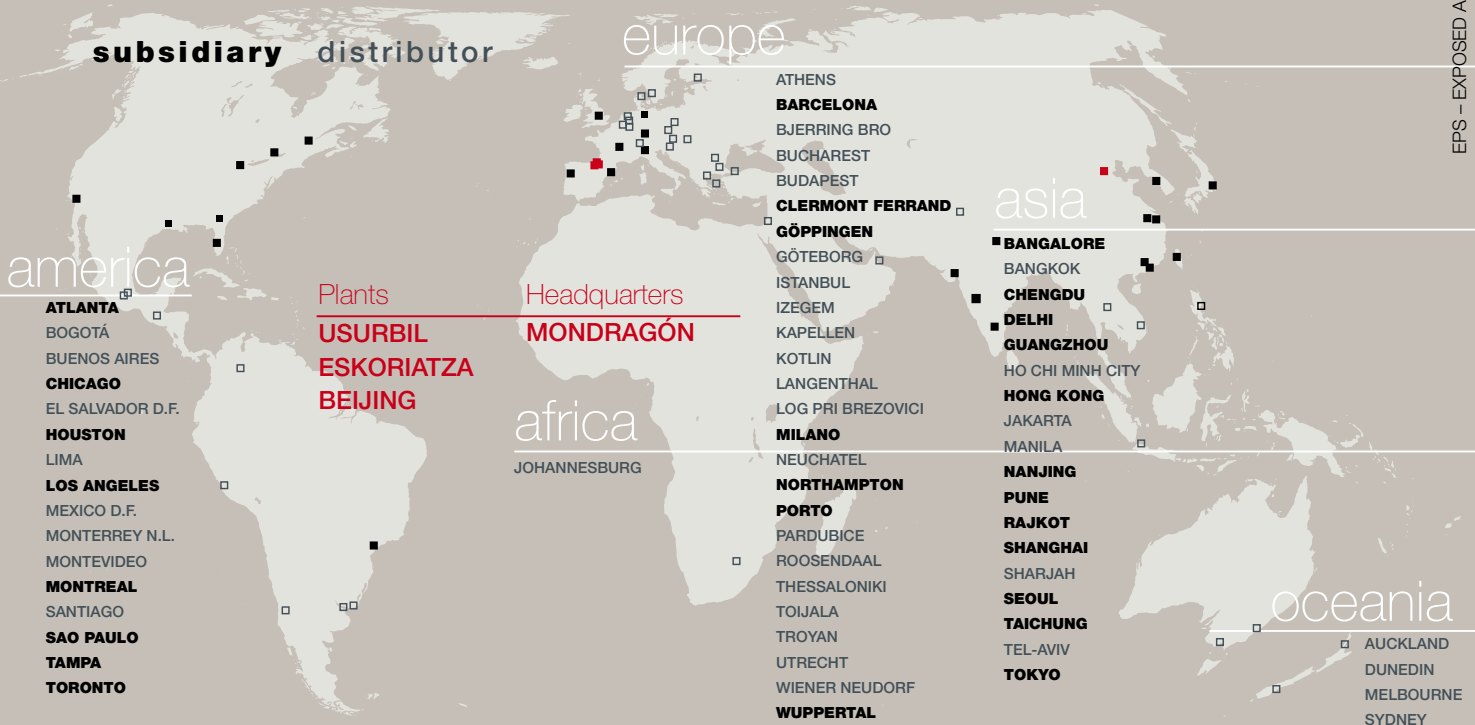 subsidiary distributor
america
ATLANTA
BOGOTÁ
BUENOS AIRES
CHICAGO
EL SALVADOR D.F.
HOUSTON
LIMA
LOS ANGELES
MEXICO D.F.
MONTERREY N.L.
MONTEVIDEO
MONTREAL
SANTIAGO
SAO PAULO
TAMPA
TORONTO
Plants
USURBIL
ESKORIATZA
BEIJING
Headquarters
MONDRAGÓN
africa
JOHANNESBURG
europe
ATHENS
BARCELONA
BJERRING BRO
BUCHAREST
BUDAPEST
CLERMONT FERRAND
GÖPPINGEN
GÖTEBORG
ISTANBUL
IZEGEM
KAPELLEN
KOTLIN
LANGENTHAL
LOG PRI BREZOVICI
MILANO
NEUCHATEL
NORTHAMPTON
PORTO
PARDUBICE
ROOSENDAAL
THESSALONIKI
TOIJALA
TROYAN
UTRECHT
WIENER NEUDORF
WUPPERTAL
asia
BANGALORE
BANGKOK
CHENGDU
DELHI
GUANGZHOU
HO CHI MINH CITY
HONG KONG
JAKARTA
MANILA
NANJING
PUNE
RAJKOT
SHANGHAI
SHARJAH
SEOUL
TAICHUNG
TEL-AVIV
TOKYO
oceania
AUCKLAND
DUNEDIN
MELBOURNE
SYDNEY
EPS – EXPOSED A